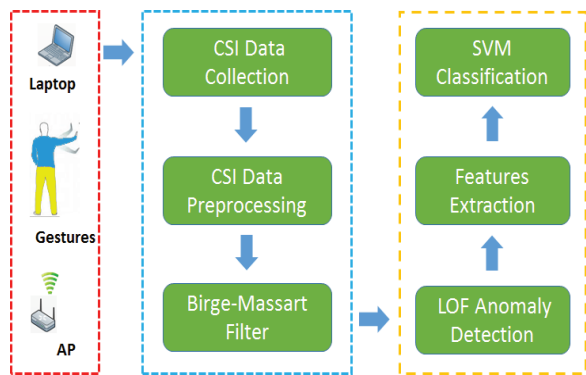 Laptop
Gestures
AP
CSI Data
Collection
CSI Data
Preprocessing
Birge-Massart
Filter
SVM
Classification
Features
Extraction
LOF Anomaly
Detection